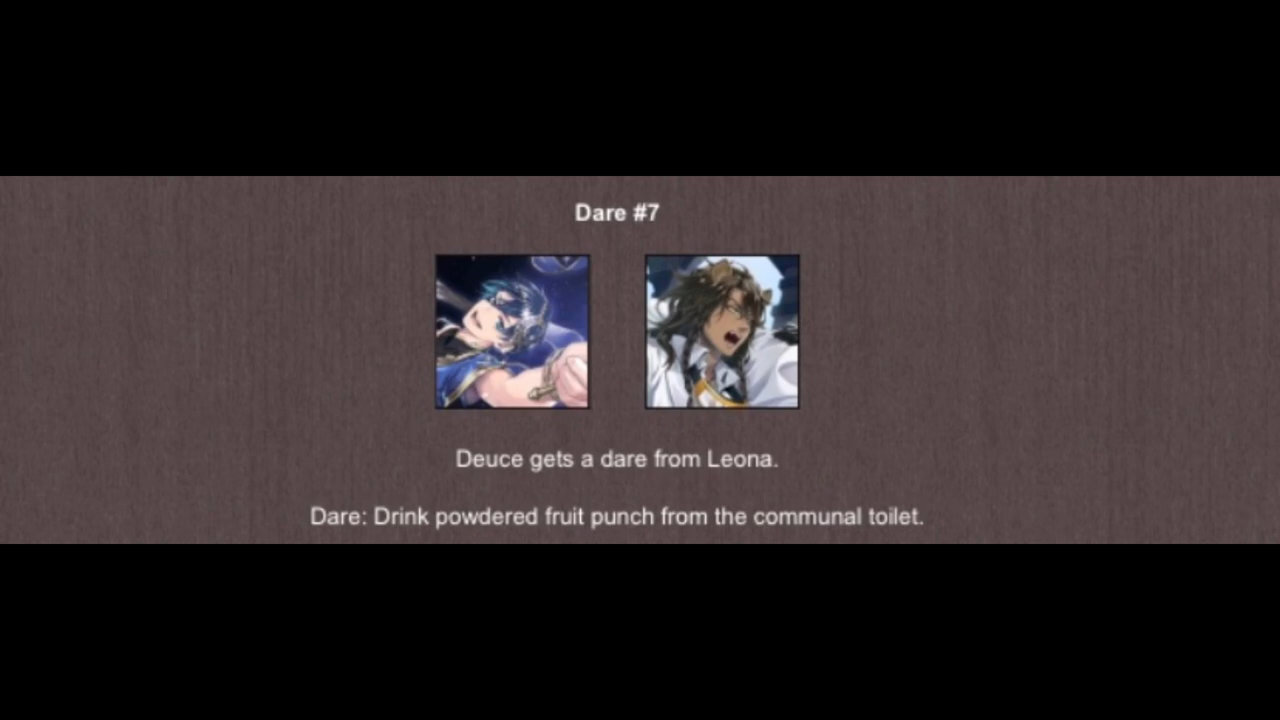 Dare #7
Deuce gets a dare from Leona.
Dare: Drink powdered fruit punch from the communal toilet.